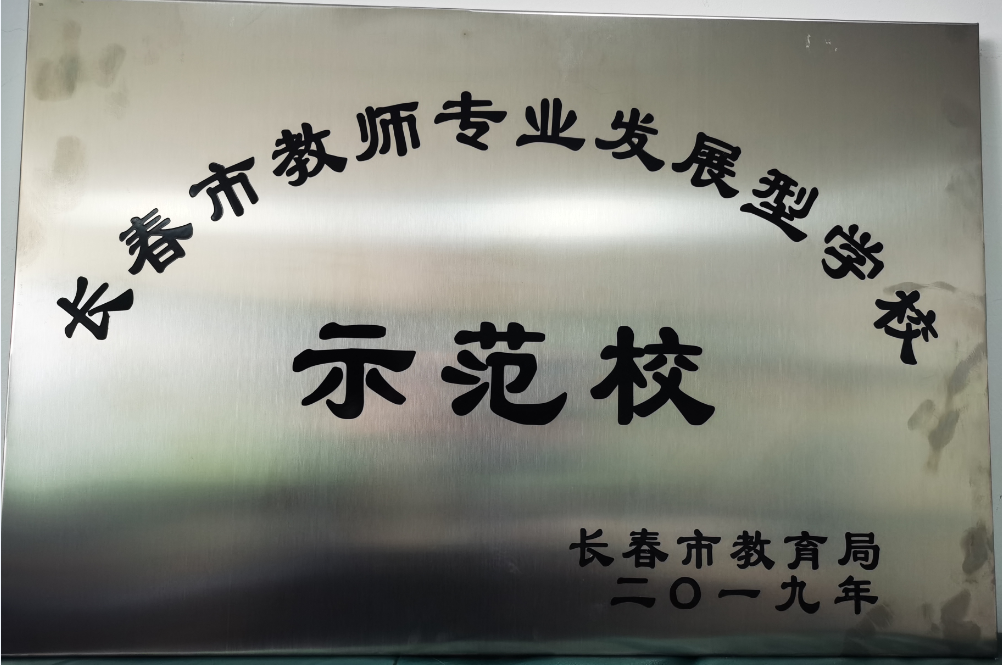 长春市教师专业发展型学校
示范校
长春市教育局
二〇一九年